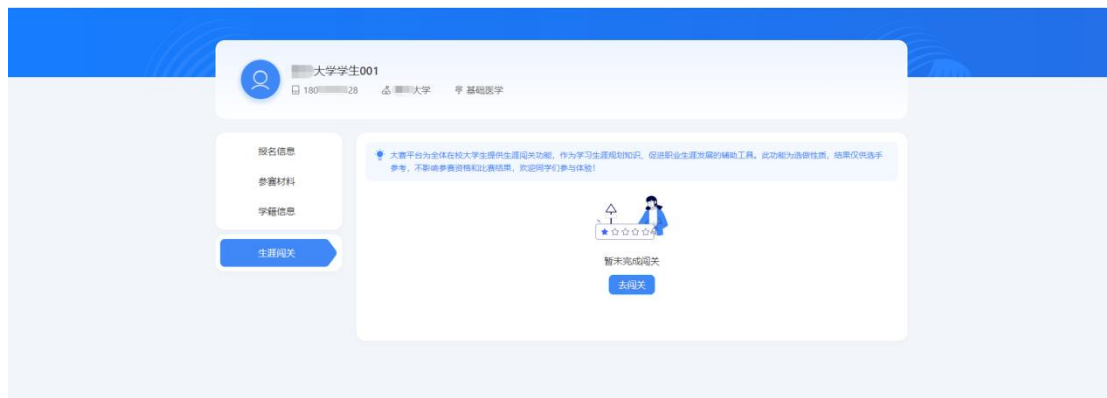 大学学生001
180 28 大学 基础医学
报名信息
参赛材料
学籍信息
生涯闯关
大赛平台为全体在校大学生提供生涯闯关功能，作为学习生涯规划知识、促进职业生涯发展的辅助工具。此功能为选做性质，结果仅供选手
参考，不影响参赛资格和比赛结果，欢迎同学们参与体验！
暂未完成闯关
去闯关